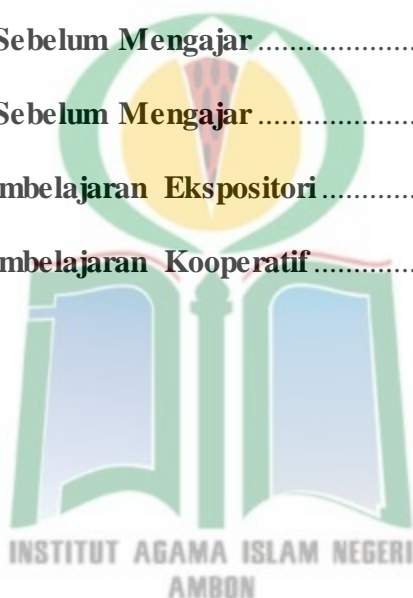 Sebelum Mengajar ..................
Sebelum Mengajar ..................
mbelajaran Ekspositori .............
mbelajaran Kooperatif ..............
INSTITUT AGAMA ISLAM NEGERI
AMBON